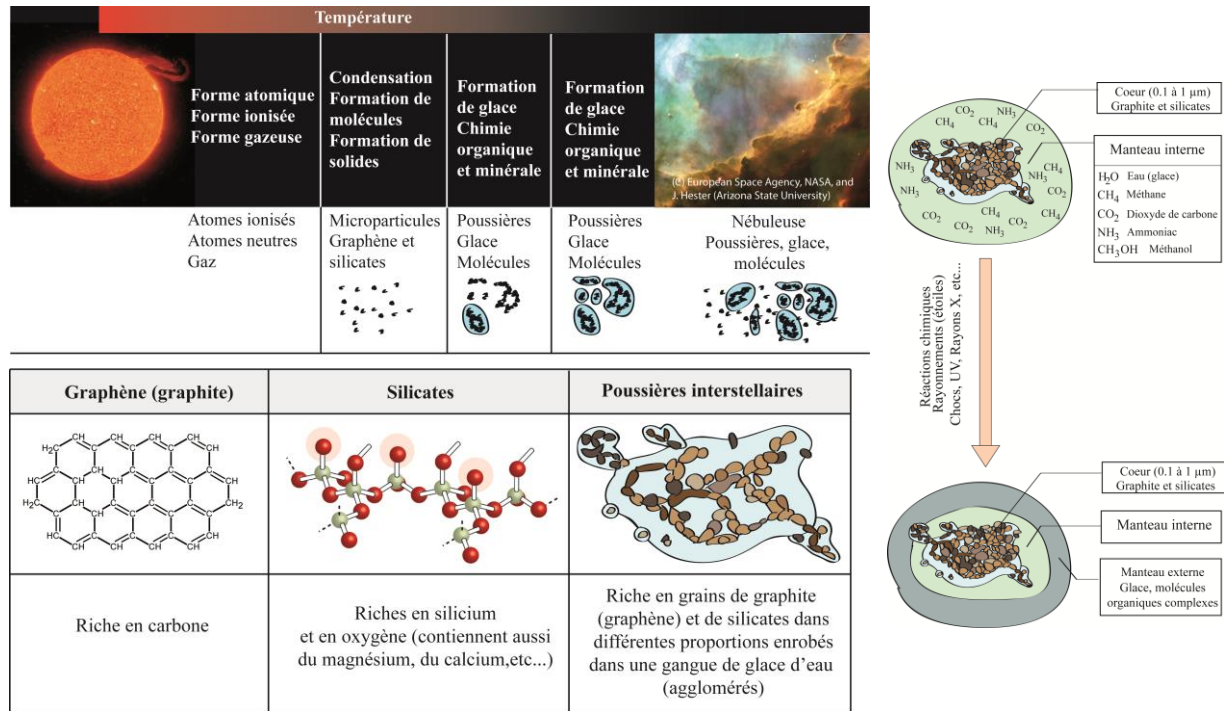 Température
Forme atomique
Forme ionisée
Forme gazeuse
Condensation
Formation de
molécules
Formation de
solides
Formation
de glace
Chimie
organique
et minérale
Formation
de glace
Chimie
organique
et minérale
(C) European Space Agency, NASA, and
J. Hester (Arizona State University)
Atomes ionisés
Atomes neutres
Gaz
Microparticules
Graphène et
silicates
Poussières
Glace
Molécules
Poussières
Glace
Molécules
Nébuleuse
Poussières, glace,
molécules
Graphène (graphite)
Silicates
Poussières interstellaires
Riche en carbone
Riches en silicium
et en oxygène (contiennent aussi
du magnésium, du calcium,etc...)
Riche en grains de graphite
(graphène) et de silicates dans
différentes proportions enrobés
dans une gangue de glace d'eau
(agglomérés)
CO2 NH3
CH4 CH4 CO2
NH3 CH4
NH3
NH3 CO2
CO2 CH4 CH4
CO2 NH3 CO2
Coeur (0.1 à 1 µm)
Graphite et silicates
Manteau interne
H2O Eau (glace)
CH4 Méthane
CO2 Dioxyde de carbone
NH3 Ammoniac
CH3OH Méthanol
Réactions chimiques
Rayonnements (étoiles)
Chocs, UV, Rayons X, etc...
Coeur (0.1 à 1 µm)
Graphite et silicates
Manteau interne
Manteau externe
Glace, molécules
organiques complexes